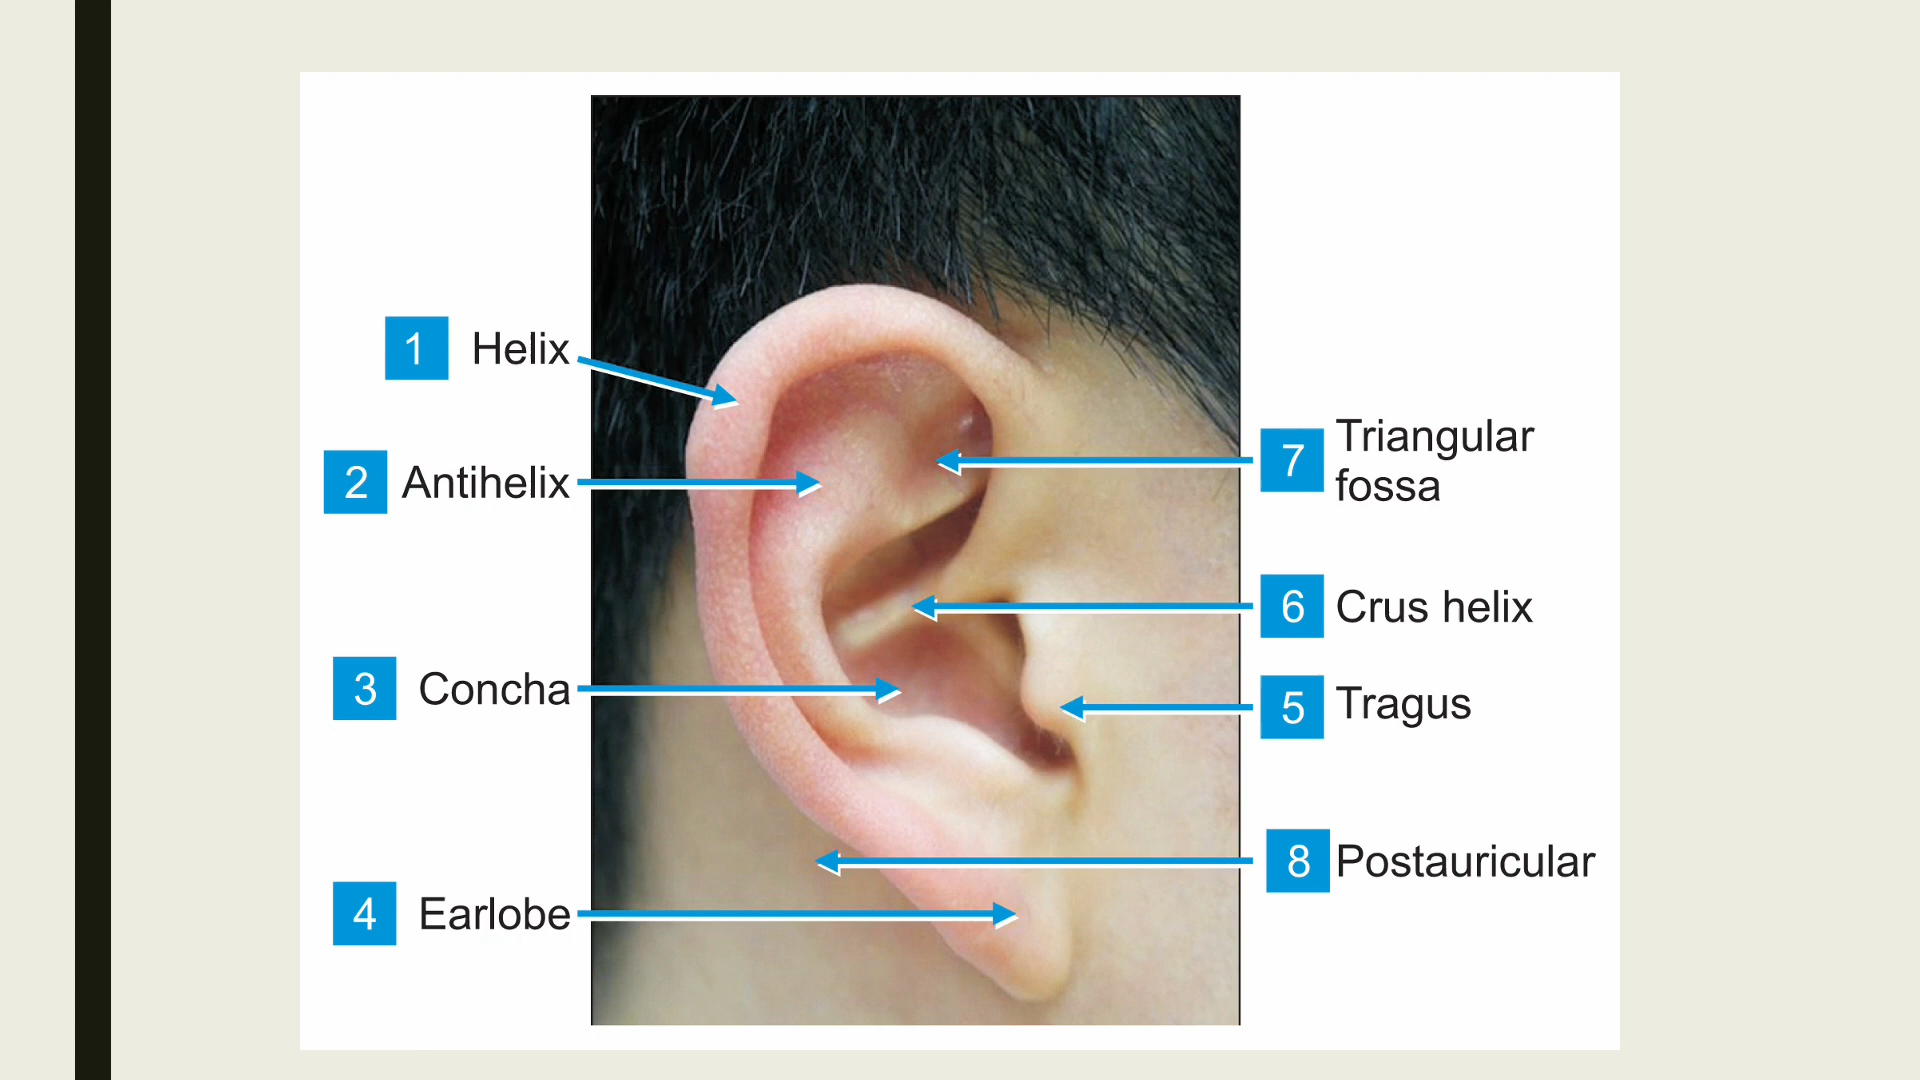 1 Helix
2 Antihelix
3 Concha
4 Earlobe
7 Triangular
fossa
6 Crus helix
5 Tragus
8 Postauricular